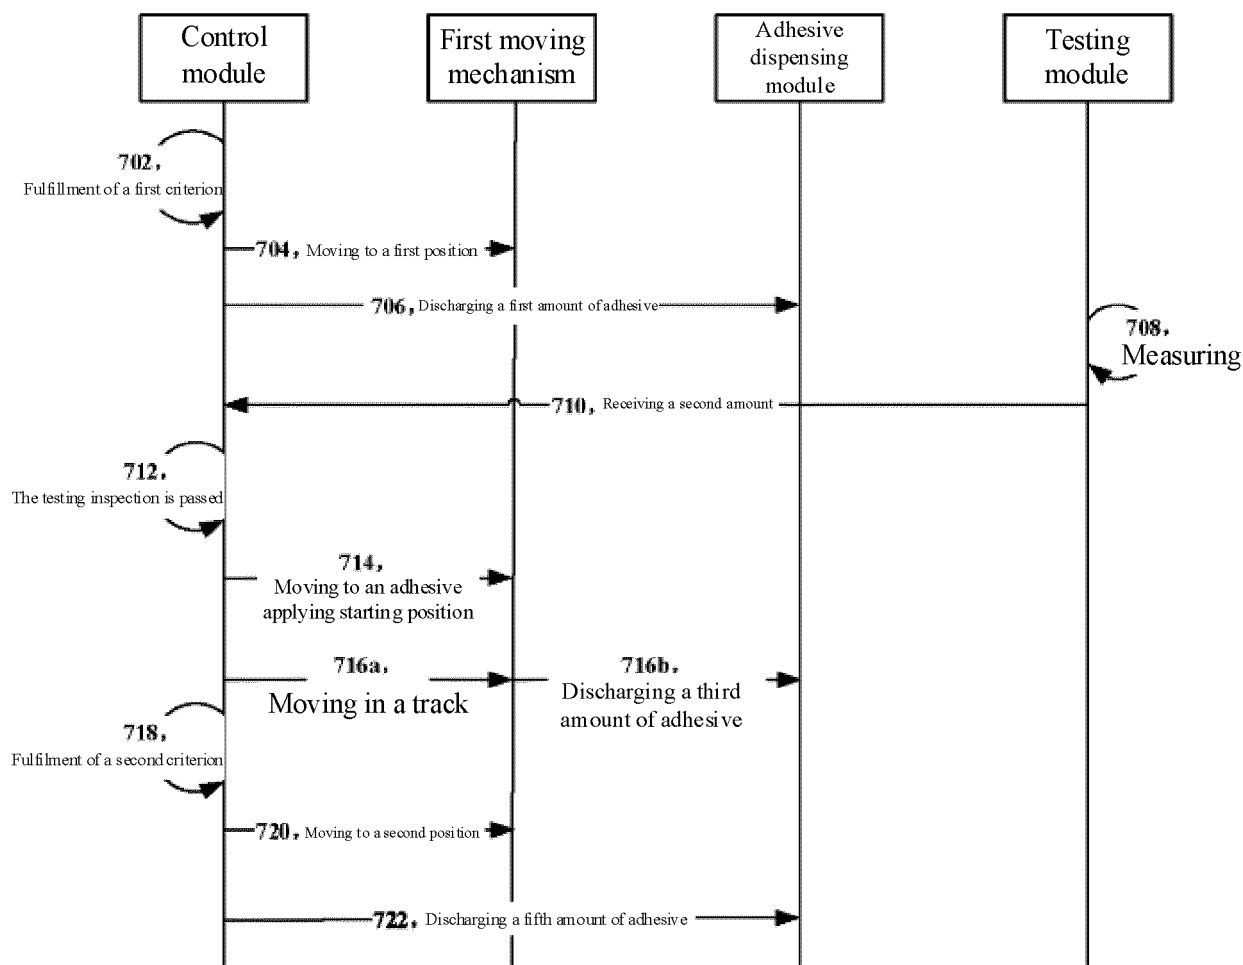 Control
module
First moving
mechanism
Adhesive
dispensing
module
Testing
module
702,
Fulfillment of a first criterion
704, Moving to a first position
706, Discharging a first amount of adhesive
708,
Measuring
710, Receiving a second amount
712,
The testing inspection is passed
714,
Moving to an adhesive
applying starting position
716a,
Moving in a track
716b,
Discharging a third
amount of adhesive
718,
Fulfilment of a second criterion
720, Moving to a second position
722, Discharging a fifth amount of adhesive